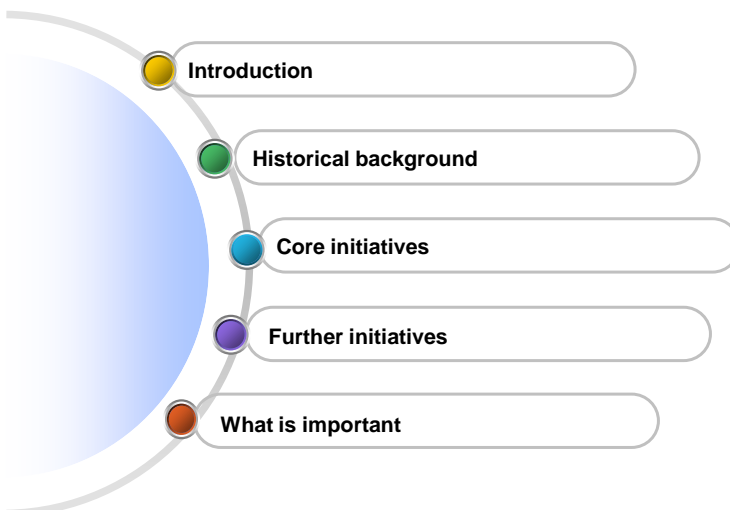 Introduction
Historical background
Core initiatives
Further initiatives
What is important